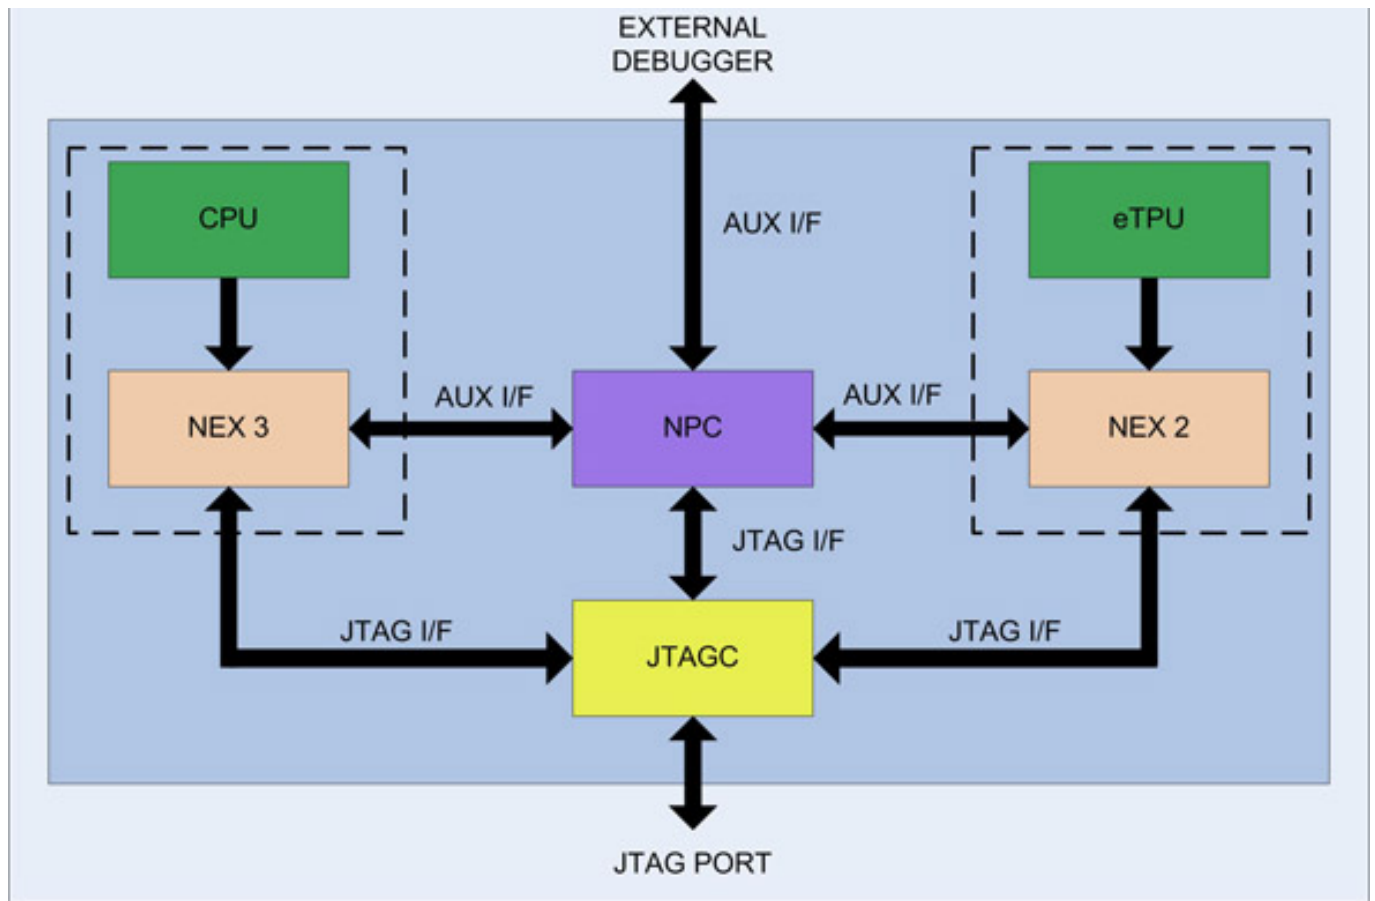 EXTERNAL
DEBUGGER
CPU
AUX I/F
eTPU
NEX 3
AUX I/F
NPC
AUX I/F
NEX 2
JTAG I/F
JTAG I/F
JTAGC
JTAG I/F
JTAG PORT